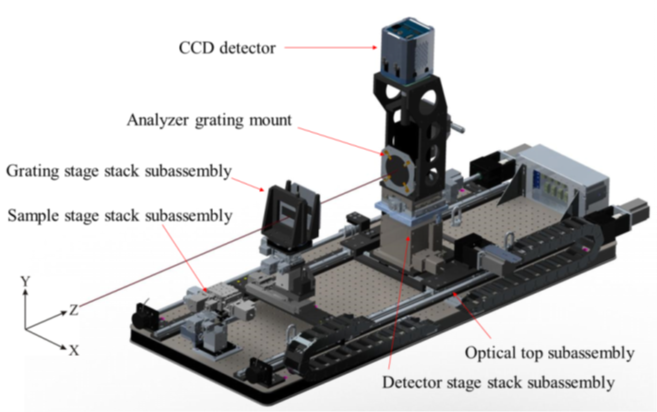 CCD detector
Analyzer grating mount
Grating stage stack subassembly
Sample stage stack subassembly
Y
Z
X
Optical top subassembly
Detector stage stack subassembly